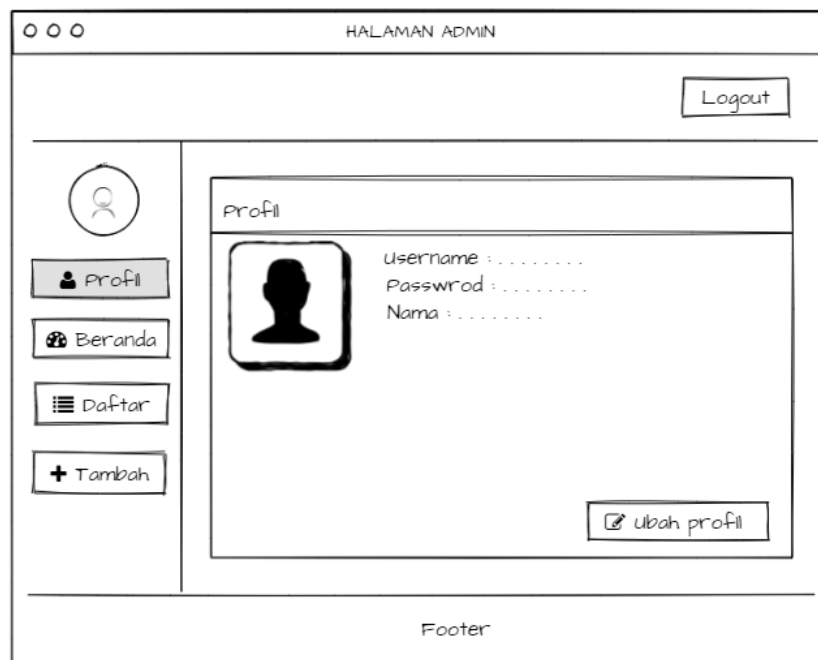 HALAMAN ADMIN
Logout
Profil
Username : . . . . . . . .
Passwrod : . . . . . . . .
Nama : . . . . . . . .
Profil
Beranda
Daftar
Tambah
Ubah profil
Footer